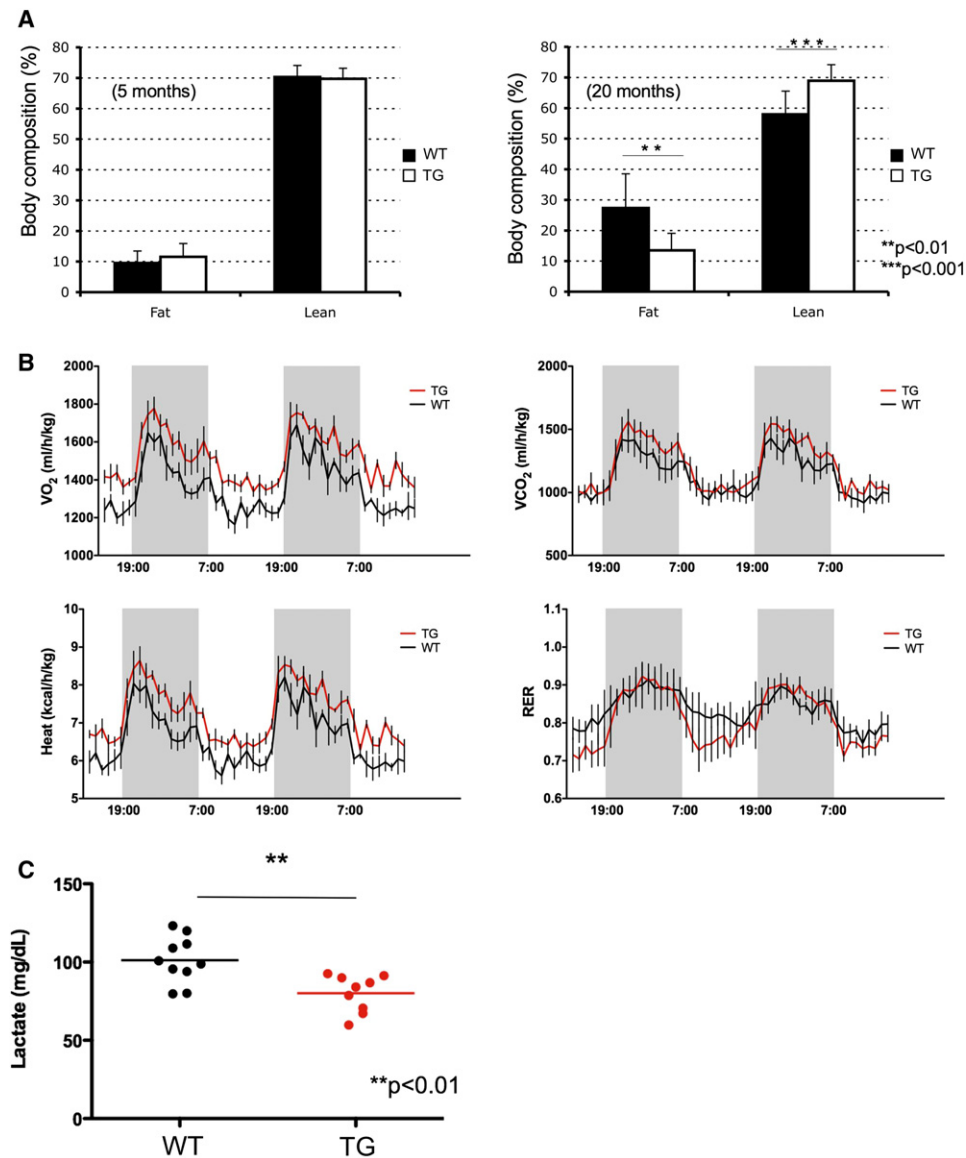 A
Body composition (%)
80
70
60
50
40
30
20
10
0
(5 months)
Fat
Lean
WT
TG
Body composition (%)
80
70
60
50
40
30
20
10
0
(20 months)
* *
* * *
Fat
Lean
WT
TG
**p<0.01
***p<0.001
B
VO2 (ml/h/kg)
2000
1800
1600
1400
1200
1000
19:00
7:00
19:00
7:00
TG
WT
VCO2 (ml/h/kg)
2000
1500
1000
500
19:00
7:00
19:00
7:00
TG
WT
Heat (kcal/h/kg)
10
9
8
7
6
5
19:00
7:00
19:00
7:00
TG
WT
RER
1.1
1.0
0.9
0.8
0.7
0.6
19:00
7:00
19:00
7:00
TG
WT
C
Lactate (mg/dL)
150
100
50
0
**
**p<0.01
WT
TG